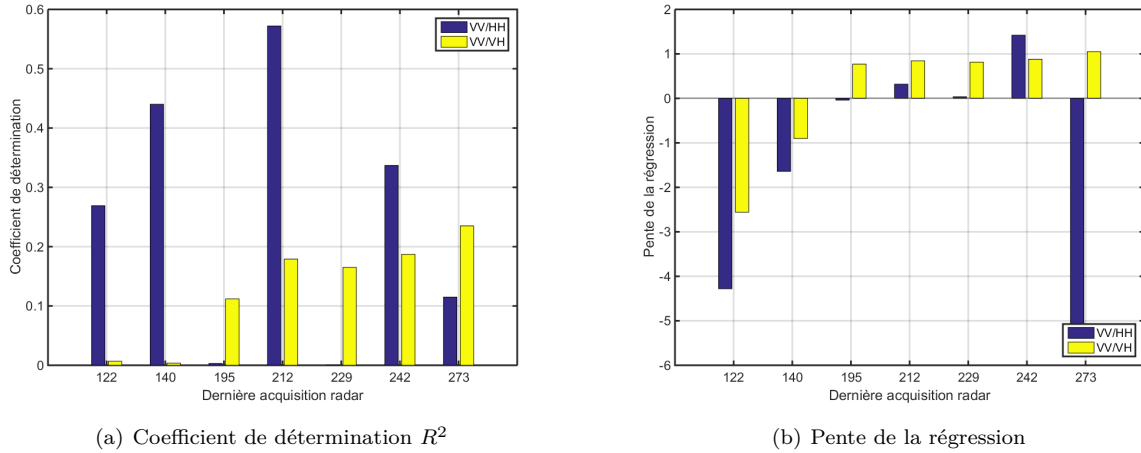 0.6
0.5
0.4
0.3
0.2
0.1
0
Coefficient de détermination
VV/HH
VV/VH
122 140 195 212 229 242 273
Dernière acquisition radar
(a) Coefficient de détermination R²
2
1
0
-1
-2
-3
-4
-5
-6
Pente de la régression
VV/HH
VV/VH
122 140 195 212 229 242 273
Dernière acquisition radar
(b) Pente de la régression